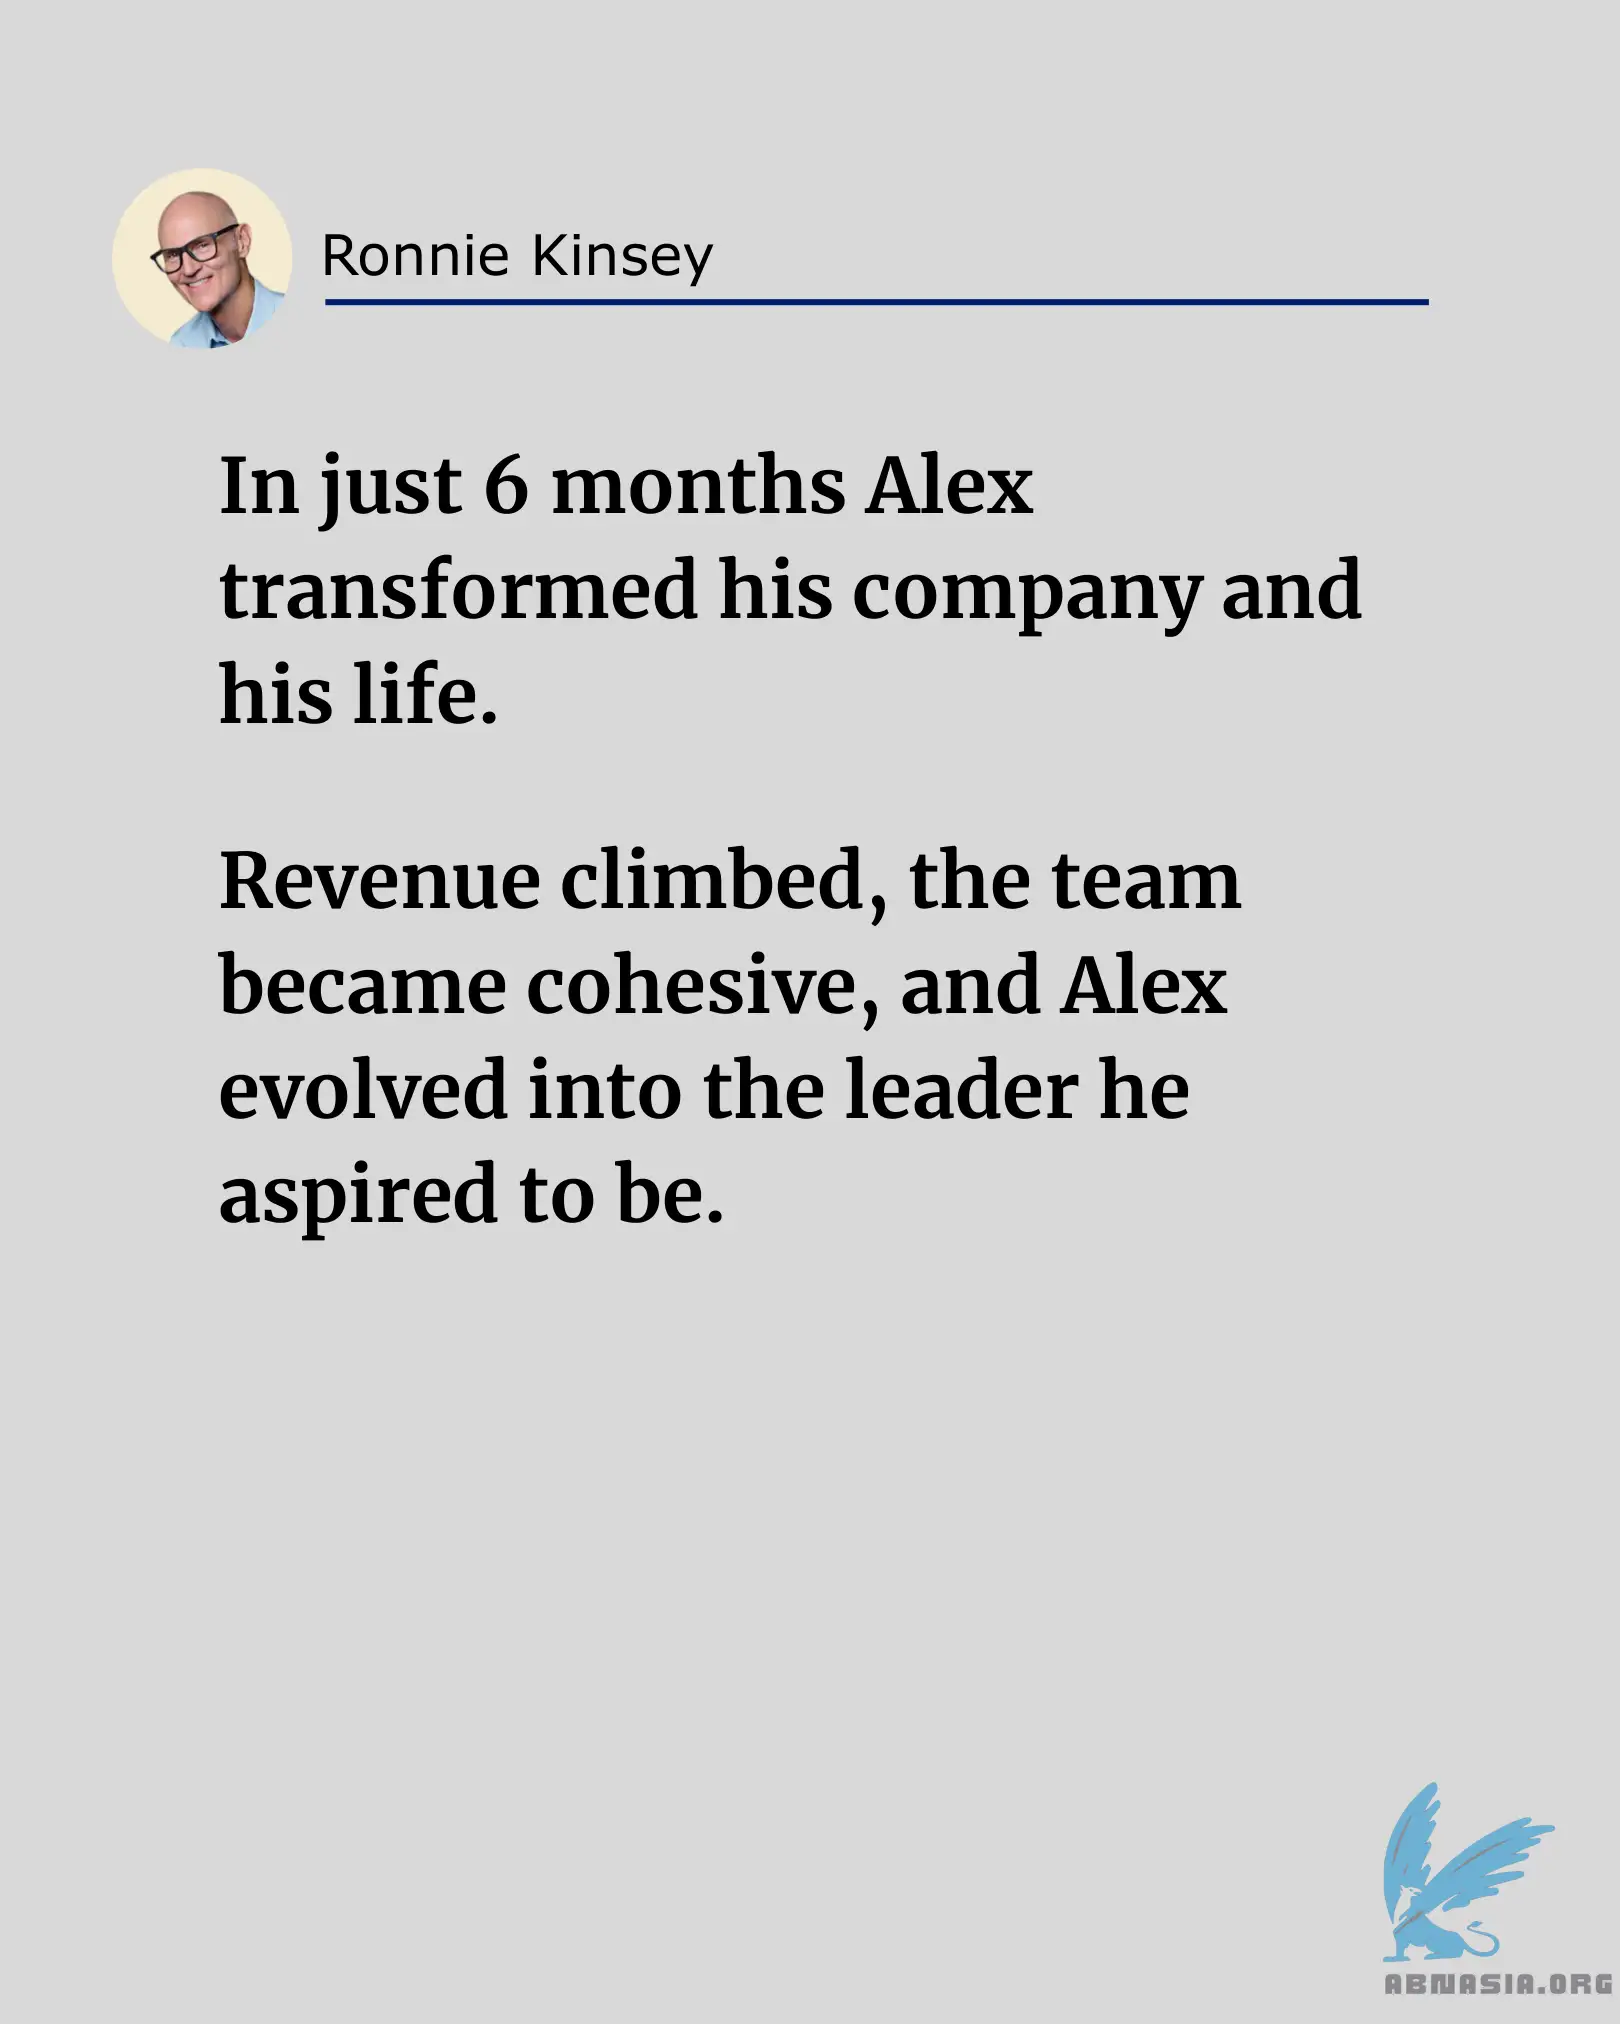 Ronnie Kinsey
In just 6 months Alex
transformed his company and
his life.
Revenue climbed, the team
became cohesive, and Alex
evolved into the leader he
aspired to be.
ABNASIA.ORG